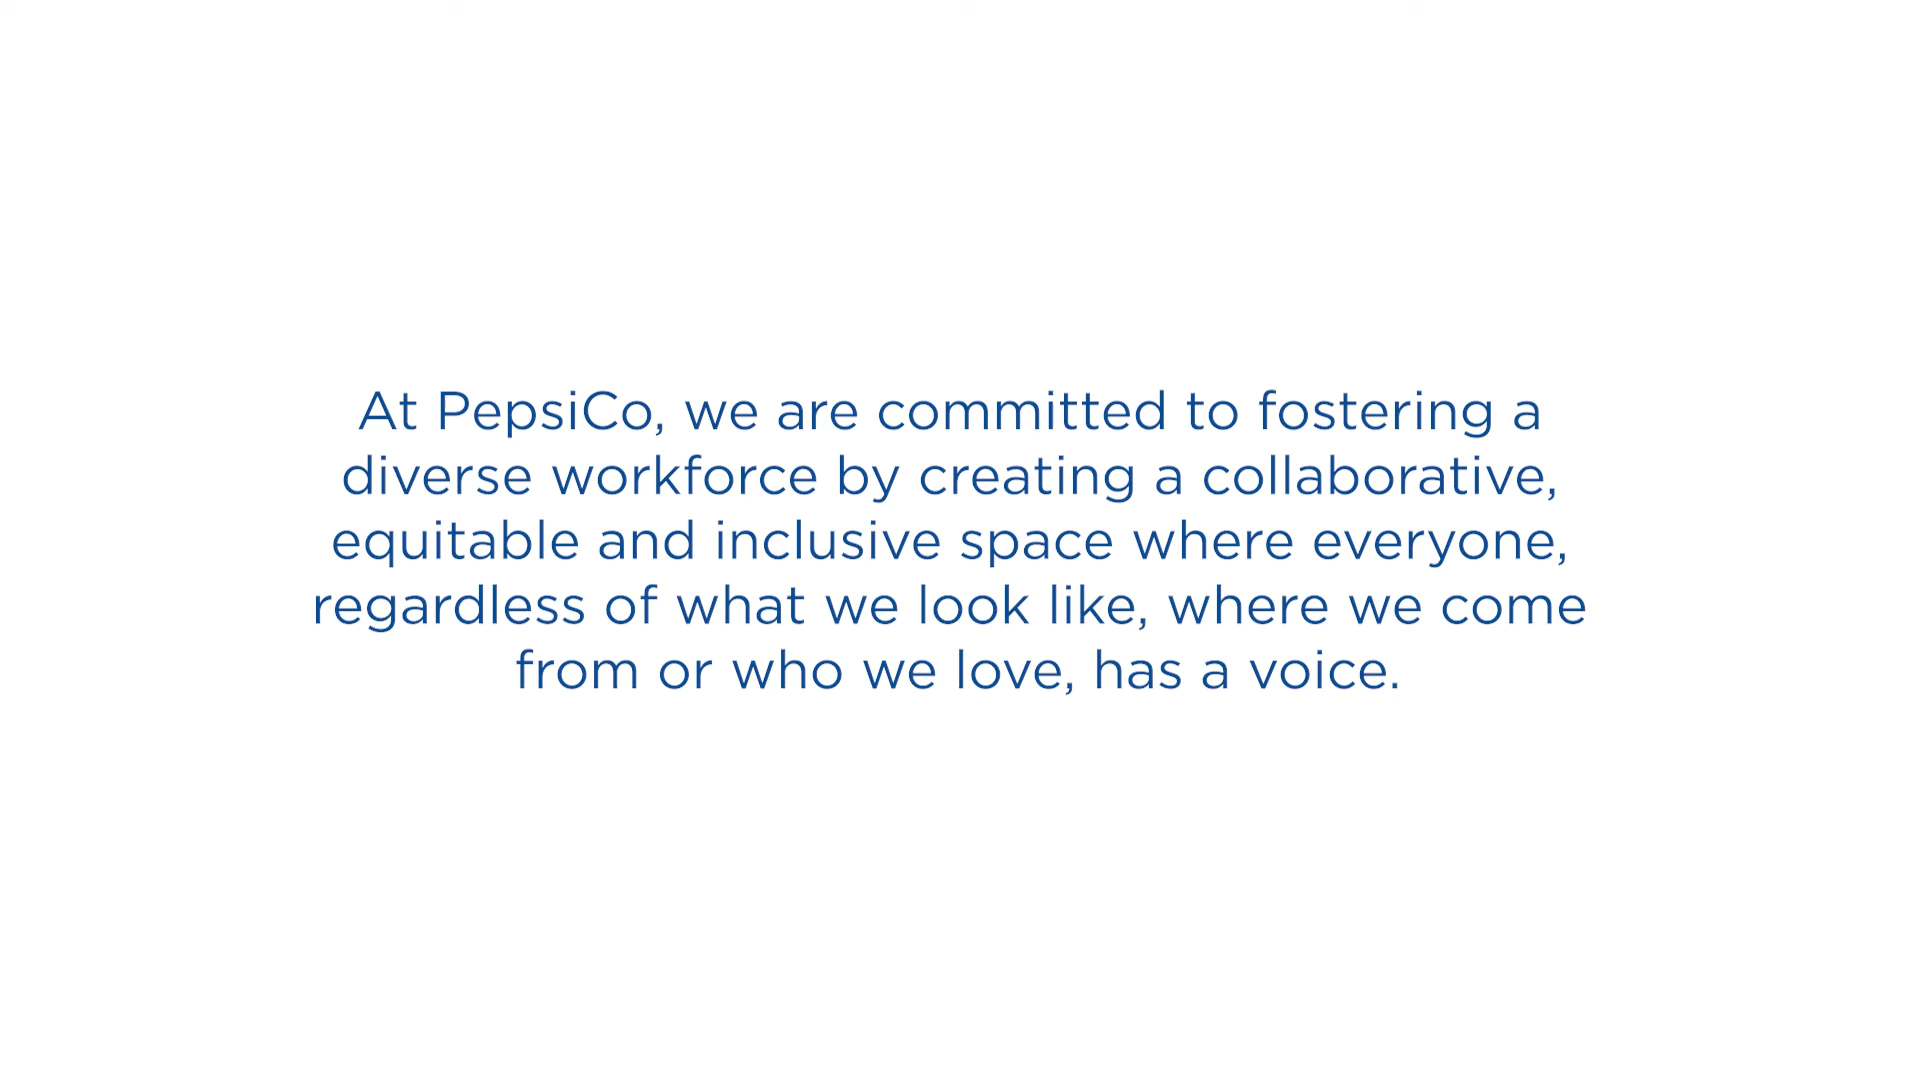 At PepsiCo, we are committed to fostering a
diverse workforce by creating a collaborative,
equitable and inclusive space where everyone,
regardless of what we look like, where we come
from or who we love, has a voice.